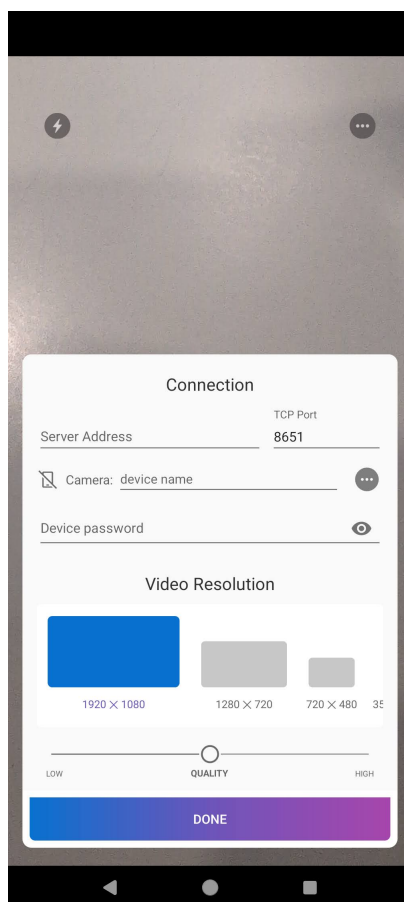 Connection
TCP Port
Server Address
8651
Camera: device name
Device password
Video Resolution
1920 × 1080
1280 × 720
720 × 480
35
LOW
QUALITY
HIGH
DONE